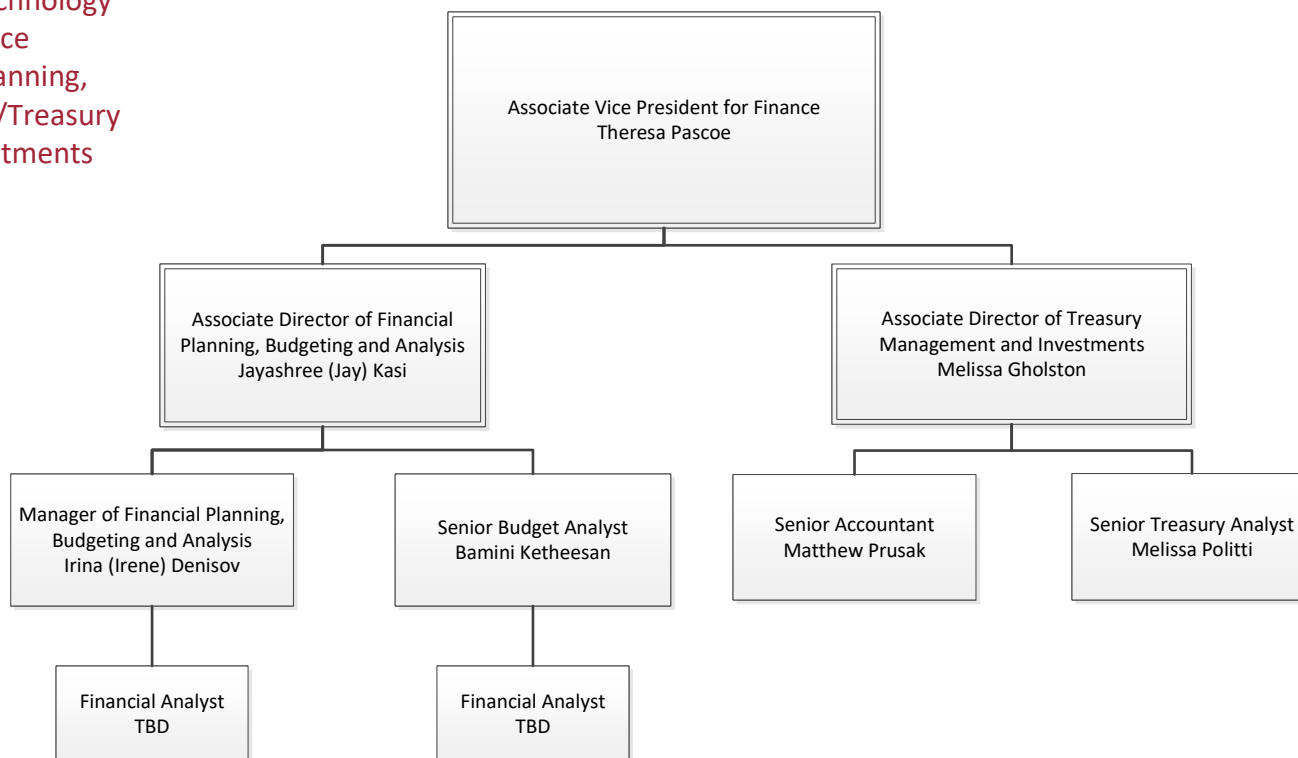 ce
/Treasury
Associate Vice President for Finance
Theresa Pascoe
Associate Director of Financial
Planning, Budgeting and Analysis
Jayashree (Jay) Kasi
Associate Director of Treasury
Management and Investments
Melissa Gholston
Manager of Financial Planning,
Budgeting and Analysis
Irina (Irene) Denisov
Senior Budget Analyst
Bamini Ketheesan
Senior Accountant
Matthew Prusak
Senior Treasury Analyst
Melissa Politti
Financial Analyst
TBD
Financial Analyst
TBD